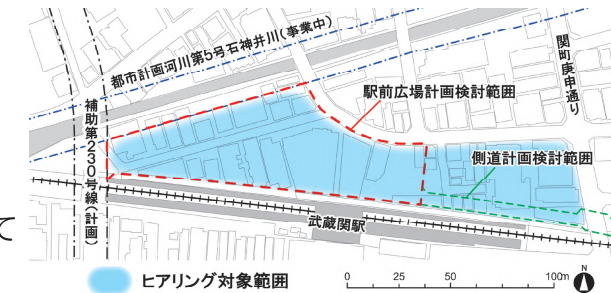 都市計画河川第5号石神井川(事業中)
関町庚申通り
駅前広場計画検討範囲
側道計画検討範囲
補助第230号線(計画)
武蔵関駅
て
ヒアリング対象範囲
0 25 50 100m
N